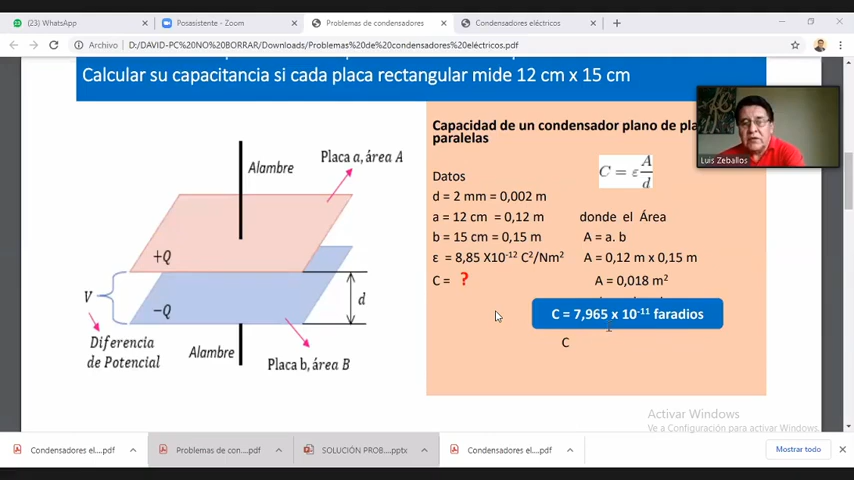 (23) WhatsApp
Posasistente - Zoom
Problemas de condensadores
Condensadores eléctricos
Archivo
D:/DAVID-PC%20NO%20BORRAR/Downloads/Problemas%20de%20condensadores%20eléctricos.pdf
Calcular su capacitancia si cada placa rectangular mide 12 cm x 15 cm
Alambre
Placa a, área A
+Q
−Q
V
d
Diferencia
de Potencial
Alambre
Placa b, área B
Capacidad de un condensador plano de pla
paralelas
C = ε A/d
Datos
d = 2 mm = 0,002 m
a = 12 cm = 0,12 m donde el Área
b = 15 cm = 0,15 m A = a. b
ε = 8,85 X10⁻¹² C²/Nm² A = 0,12 m x 0,15 m
C = ? A = 0,018 m²
C = 7,965 x 10⁻¹¹ faradios
C
Luis Zeballos
Activar Windows
Ve a Configuración para activar Windows.
Condensadores el....pdf
Problemas de con....pdf
SOLUCIÓN PROB....pptx
Condensadores el....pdf
Mostrar todo